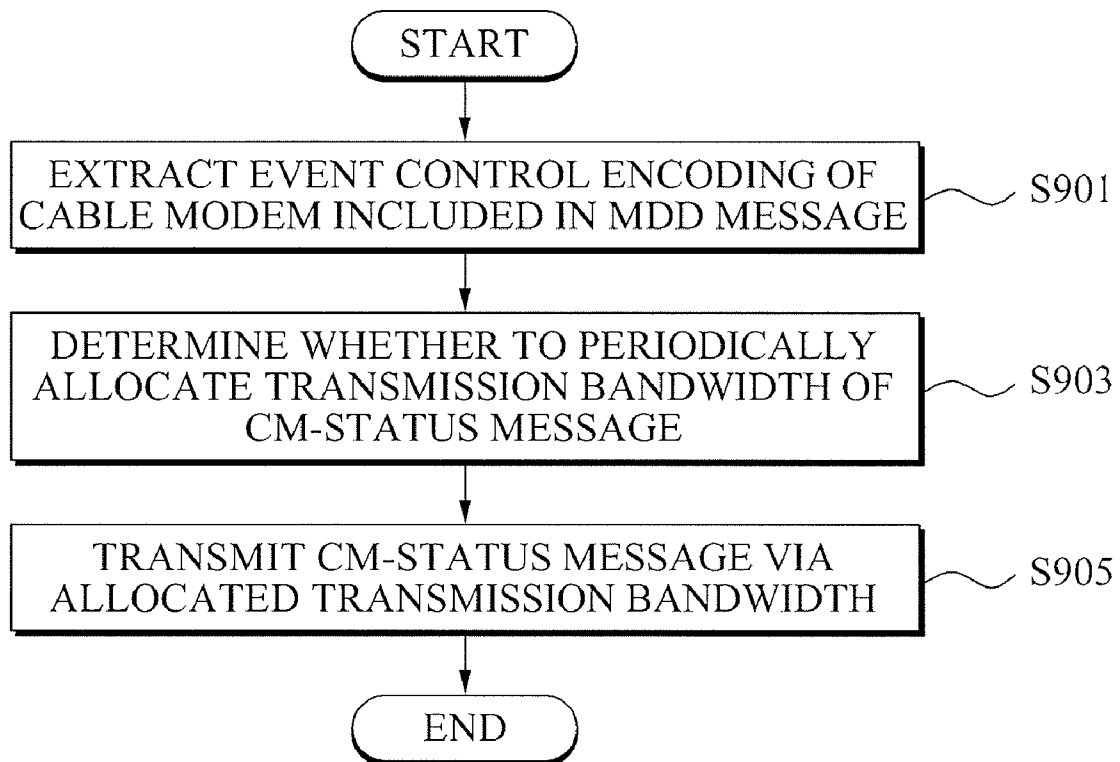 START
EXTRACT EVENT CONTROL ENCODING OF
CABLE MODEM INCLUDED IN MDD MESSAGE
S901
DETERMINE WHETHER TO PERIODICALLY
ALLOCATE TRANSMISSION BANDWIDTH OF
CM-STATUS MESSAGE
S903
TRANSMIT CM-STATUS MESSAGE VIA
ALLOCATED TRANSMISSION BANDWIDTH
S905
END